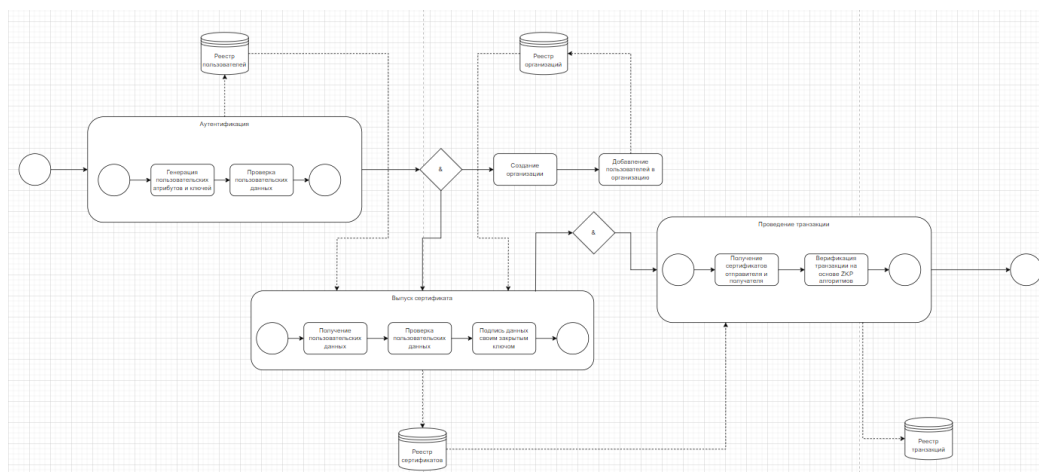 Реестр
пользователей
Реестр
организаций
Аутентификация
Генерация
пользовательских
атрибутов и ключей
Проверка
пользовательских
данных
&
Создание
организации
Добавление
пользователей в
организацию
&
Проведение транзакции
Получение
сертификатов
отправителя и
получателя
Верификация
транзакции на
основе ZKP
алгоритмов
Выпуск сертификата
Получение
пользовательских
данных
Проверка
пользовательских
данных
Подпись данных
своим закрытым
ключом
Реестр
сертификатов
Реестр
транзакций